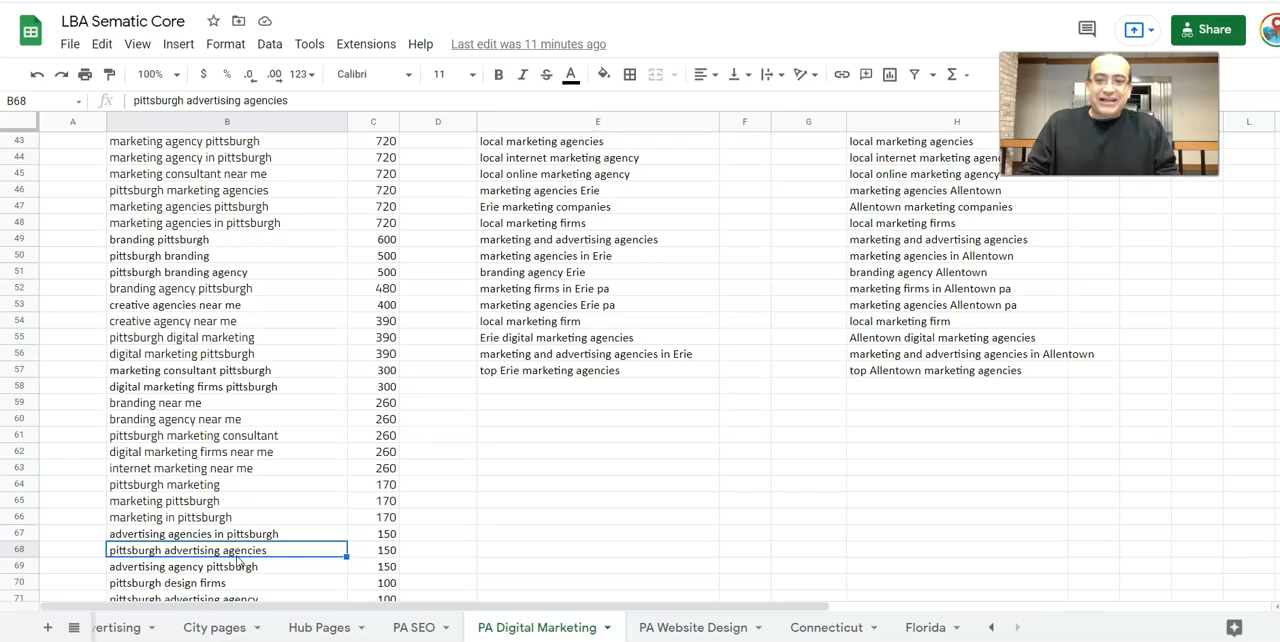 LBA Sematic Core
File Edit View Insert Format Data Tools Extensions Help Last edit was 11 minutes ago
Share
100% $ % .0 .00 123 Calibri 11 B I S A Σ
B68 fx pittsburgh advertising agencies
A B C D E F G H L
43 marketing agency pittsburgh 720 local marketing agencies local marketing agencies
44 marketing agency in pittsburgh 720 local internet marketing agency local internet marketing agenc
45 marketing consultant near me 720 local online marketing agency local online marketing agency
46 pittsburgh marketing agencies 720 marketing agencies Erie marketing agencies Allentown
47 marketing agencies pittsburgh 720 Erie marketing companies Allentown marketing companies
48 marketing agencies in pittsburgh 720 local marketing firms local marketing firms
49 branding pittsburgh 600 marketing and advertising agencies marketing and advertising agencies
50 pittsburgh branding 500 marketing agencies in Erie marketing agencies in Allentown
51 pittsburgh branding agency 500 branding agency Erie branding agency Allentown
52 branding agency pittsburgh 480 marketing firms in Erie pa marketing firms in Allentown pa
53 creative agencies near me 400 marketing agencies Erie pa marketing agencies Allentown pa
54 creative agency near me 390 local marketing firm local marketing firm
55 pittsburgh digital marketing 390 Erie digital marketing agencies Allentown digital marketing agencies
56 digital marketing pittsburgh 390 marketing and advertising agencies in Erie marketing and advertising agencies in Allentown
57 marketing consultant pittsburgh 300 top Erie marketing agencies top Allentown marketing agencies
58 digital marketing firms pittsburgh 300
59 branding near me 260
60 branding agency near me 260
61 pittsburgh marketing consultant 260
62 digital marketing firms near me 260
63 internet marketing near me 260
64 pittsburgh marketing 170
65 marketing pittsburgh 170
66 marketing in pittsburgh 170
67 advertising agencies in pittsburgh 150
68 pittsburgh advertising agencies 150
69 advertising agency pittsburgh 150
70 pittsburgh design firms 100
71 pittsburgh advertising agency 100
ertising City pages Hub Pages PA SEO PA Digital Marketing PA Website Design Connecticut Florida